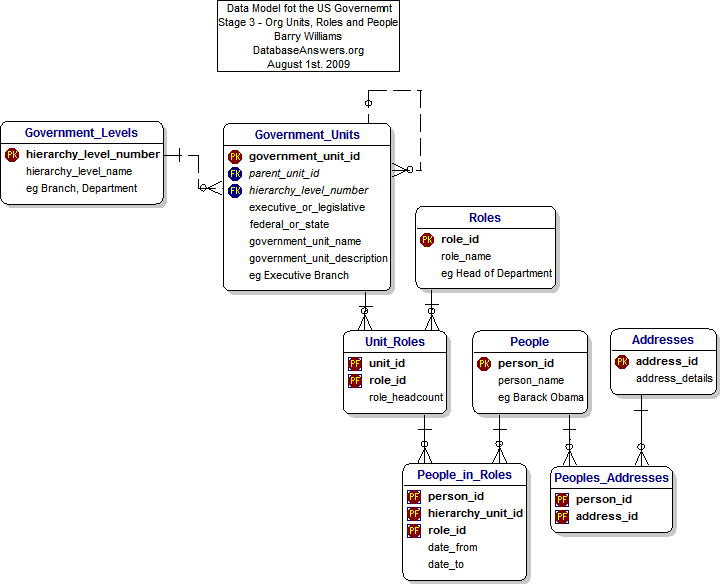 Data Model fot the US Governemnt
Stage 3 - Org Units, Roles and People
Barry Williams
DatabaseAnswers.org
August 1st. 2009
Government_Levels
PK hierarchy_level_number
hierarchy_level_name
eg Branch, Department
Government_Units
PK government_unit_id
FK parent_unit_id
FK hierarchy_level_number
executive_or_legislative
federal_or_state
government_unit_name
government_unit_description
eg Executive Branch
Roles
PK role_id
role_name
eg Head of Department
Unit_Roles
PF unit_id
PF role_id
role_headcount
People
PK person_id
person_name
eg Barack Obama
Addresses
PK address_id
address_details
People_in_Roles
PF person_id
PF hierarchy_unit_id
PF role_id
date_from
date_to
Peoples_Addresses
PF person_id
PF address_id